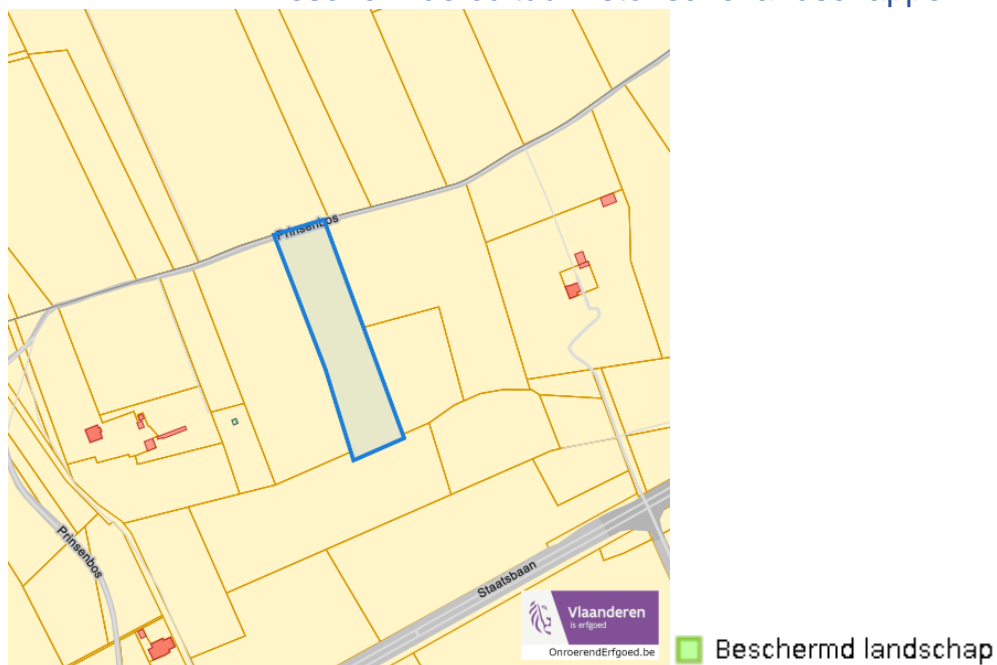 Prinsenbos
Prinsenbos
Staatsbaan
Vlaanderen
is erfgoed
OnroerendErfgoed.be
Beschermd landschap